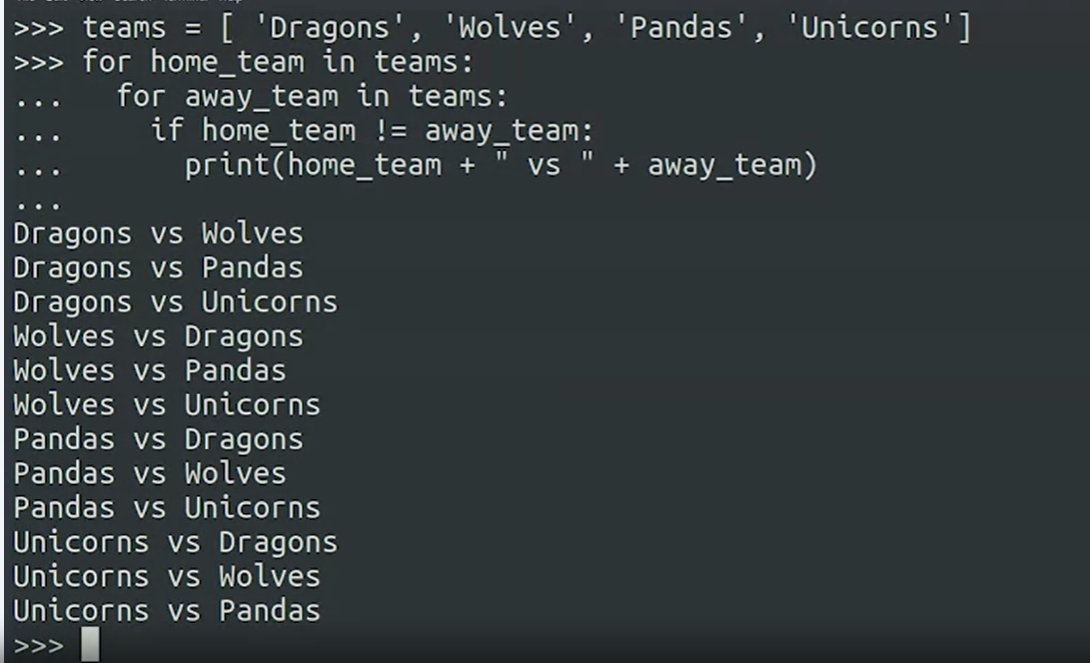 >>> teams = [ 'Dragons', 'Wolves', 'Pandas', 'Unicorns']
>>> for home_team in teams:
...   for away_team in teams:
...     if home_team != away_team:
...       print(home_team + " vs " + away_team)
...
Dragons vs Wolves
Dragons vs Pandas
Dragons vs Unicorns
Wolves vs Dragons
Wolves vs Pandas
Wolves vs Unicorns
Pandas vs Dragons
Pandas vs Wolves
Pandas vs Unicorns
Unicorns vs Dragons
Unicorns vs Wolves
Unicorns vs Pandas
>>>